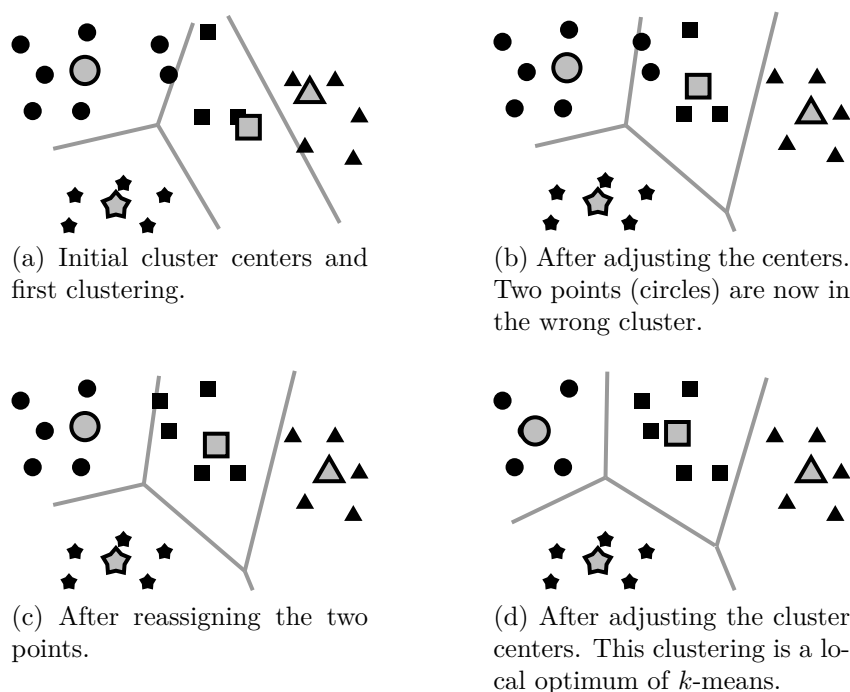 (a) Initial cluster centers and
first clustering.
(b) After adjusting the centers.
Two points (circles) are now in
the wrong cluster.
(c) After reassigning the two
points.
(d) After adjusting the cluster
centers. This clustering is a lo-
cal optimum of k-means.